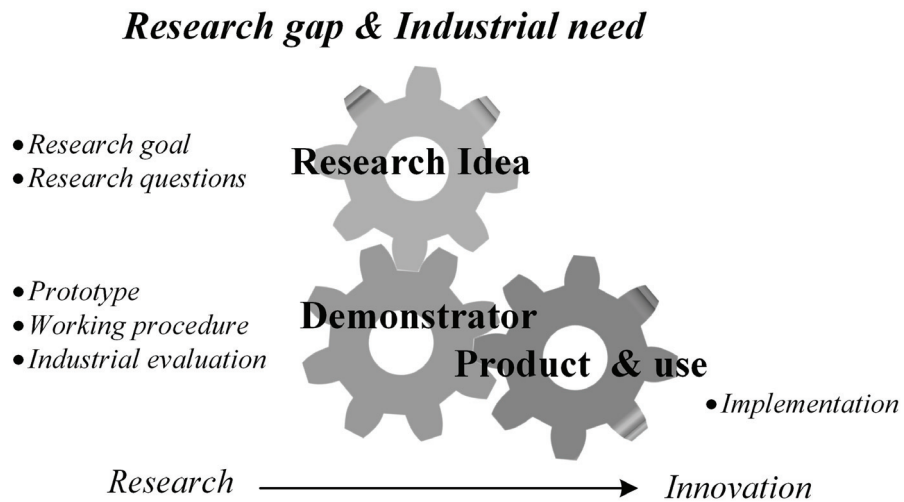 Research gap & Industrial need
• Research goal
• Research questions
Research Idea
• Prototype
• Working procedure
• Industrial evaluation
Demonstrator
Product & use
• Implementation
Research
Innovation